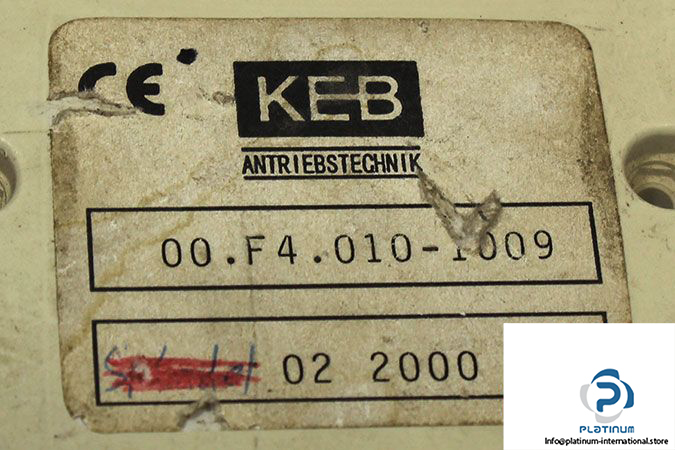 CE
KEB
ANTRIEBSTECHNIK
00.F4.010-1009
02 2000
PLATINUM
Info@platinum-international.store